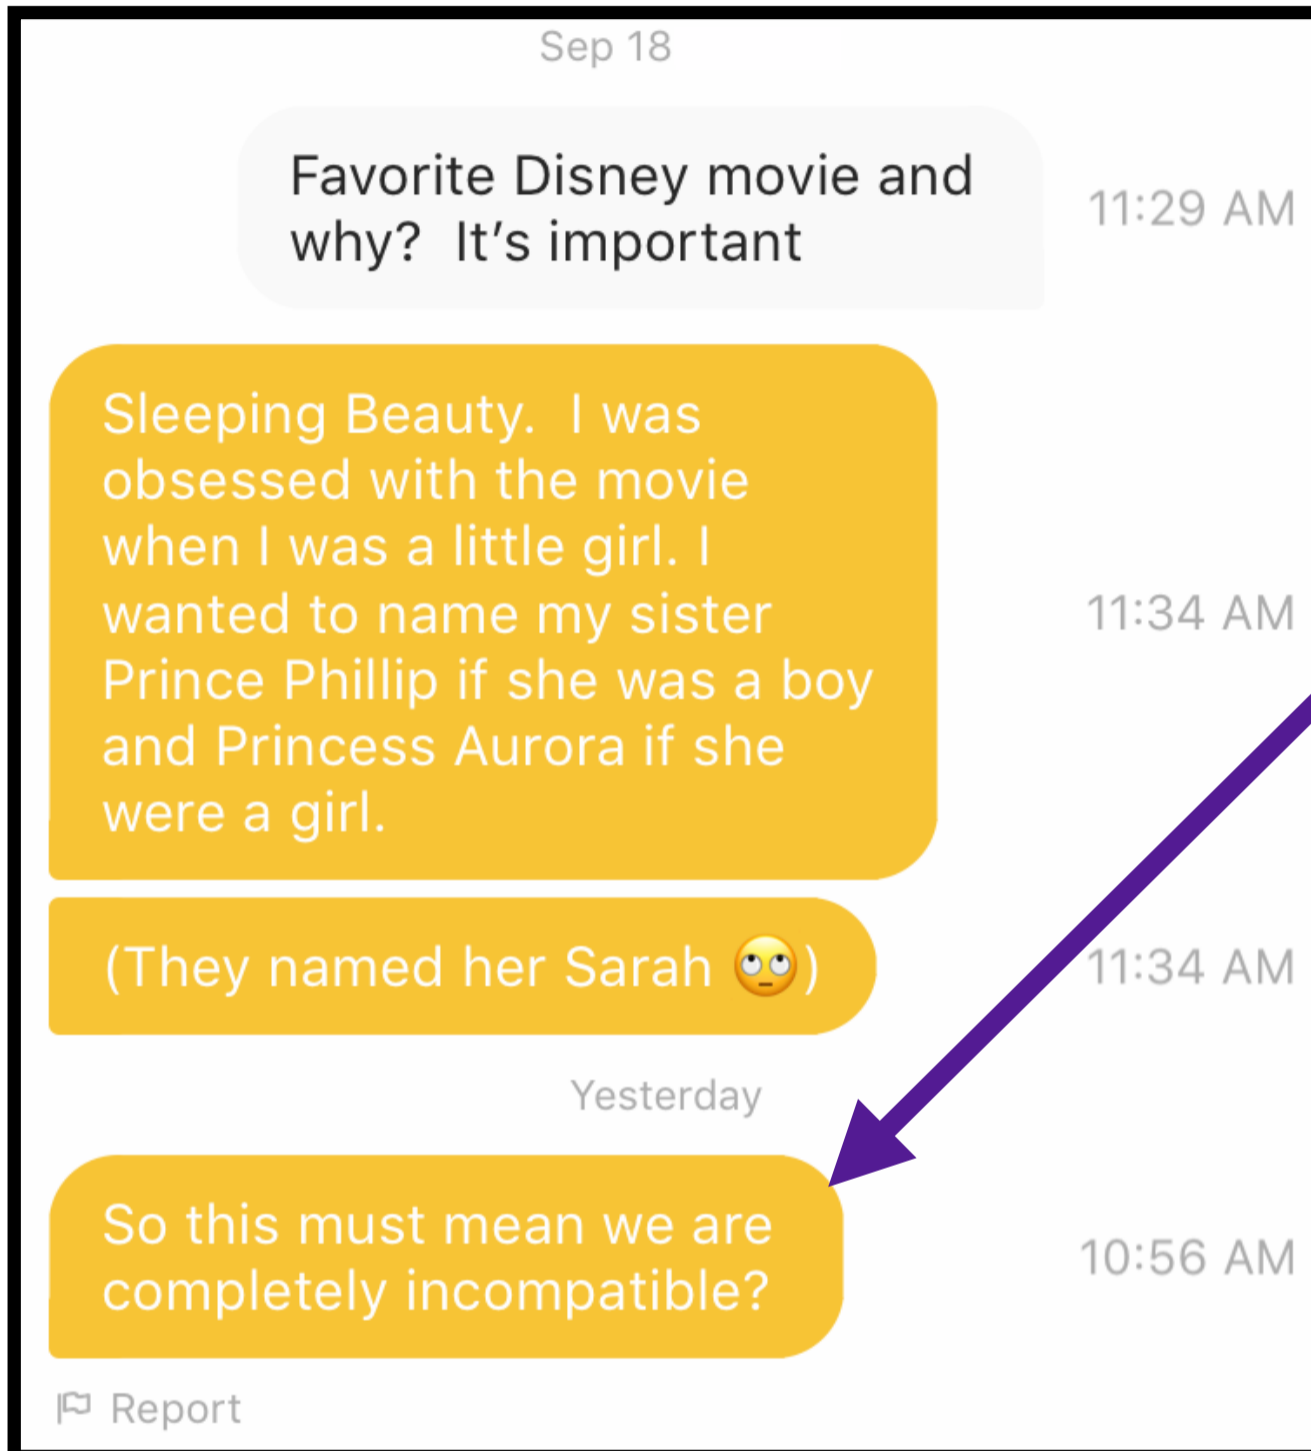 Sep 18
Favorite Disney movie and
why?  It’s important
11:29 AM
Sleeping Beauty.  I was
obsessed with the movie
when I was a little girl. I
wanted to name my sister
Prince Phillip if she was a boy
and Princess Aurora if she
were a girl.
11:34 AM
(They named her Sarah 🙄)
11:34 AM
Yesterday
So this must mean we are
completely incompatible?
10:56 AM
Report